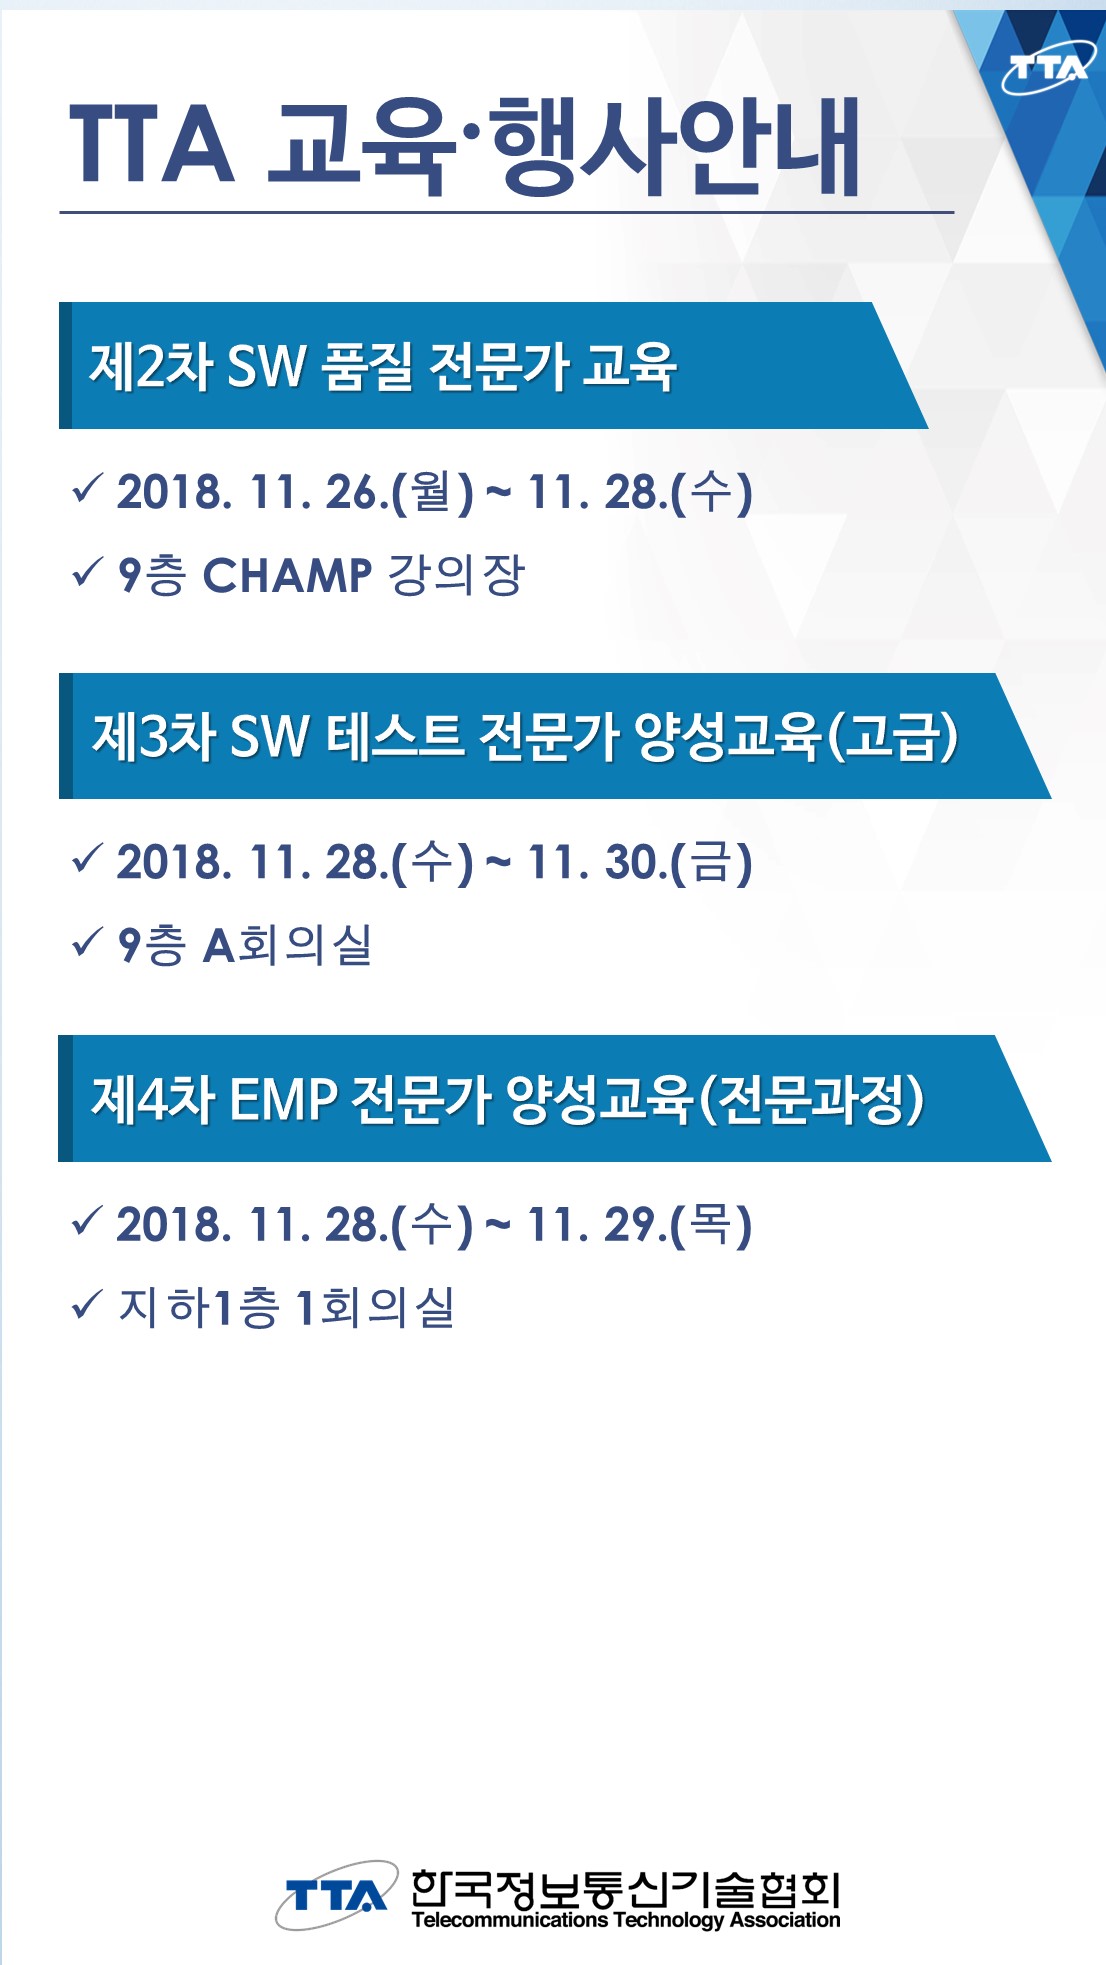 TTA
TTA 교육·행사안내
제2차 SW 품질 전문가 교육
✓ 2018. 11. 26.(월) ~ 11. 28.(수)
✓ 9층 CHAMP 강의장
제3차 SW 테스트 전문가 양성교육(고급)
✓ 2018. 11. 28.(수) ~ 11. 30.(금)
✓ 9층 A회의실
제4차 EMP 전문가 양성교육(전문과정)
✓ 2018. 11. 28.(수) ~ 11. 29.(목)
✓ 지하1층 1회의실
TTA 한국정보통신기술협회
Telecommunications Technology Association